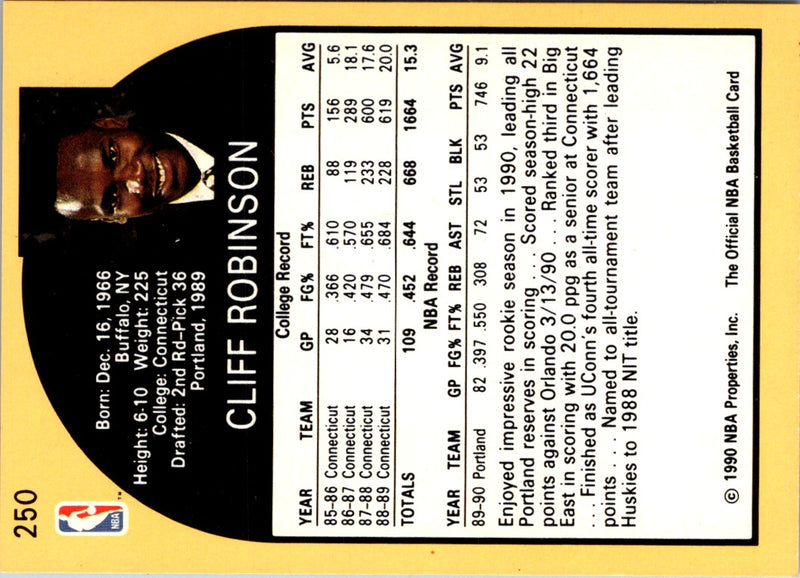 250
NBA
™
Born: Dec. 16, 1966
Buffalo, NY
Height: 6-10 Weight: 225
College: Connecticut
Drafted: 2nd Rd-Pick 36
Portland, 1989
CLIFF ROBINSON
College Record
YEAR TEAM GP FG% FT% REB PTS AVG
85-86 Connecticut 28 .366 .610 88 156 5.6
86-87 Connecticut 16 .420 .570 119 289 18.1
87-88 Connecticut 34 .479 .655 233 600 17.6
88-89 Connecticut 31 .470 .684 228 619 20.0
TOTALS 109 .452 .644 668 1664 15.3
NBA Record
YEAR TEAM GP FG% FT% REB AST STL BLK PTS AVG
89-90 Portland 82 .397 .550 308 72 53 53 746 9.1
Enjoyed impressive rookie season in 1990, leading all
Portland reserves in scoring . . . Scored season-high 22
points against Orlando 3/13/90 . . . Ranked third in Big
East in scoring with 20.0 ppg as a senior at Connecticut
. . . Finished as UConn's fourth all-time scorer with 1,664
points . . . Named to all-tournament team after leading
Huskies to 1988 NIT title.
© 1990 NBA Properties, Inc. The Official NBA Basketball Card